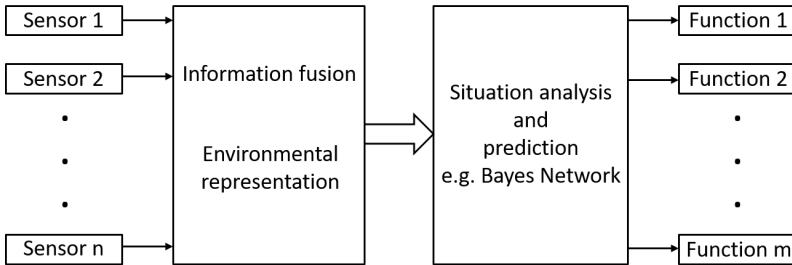 Sensor 1
Sensor 2
Sensor n
Information fusion
Environmental
representation
Situation analysis
and
prediction
e.g. Bayes Network
Function 1
Function 2
Function m